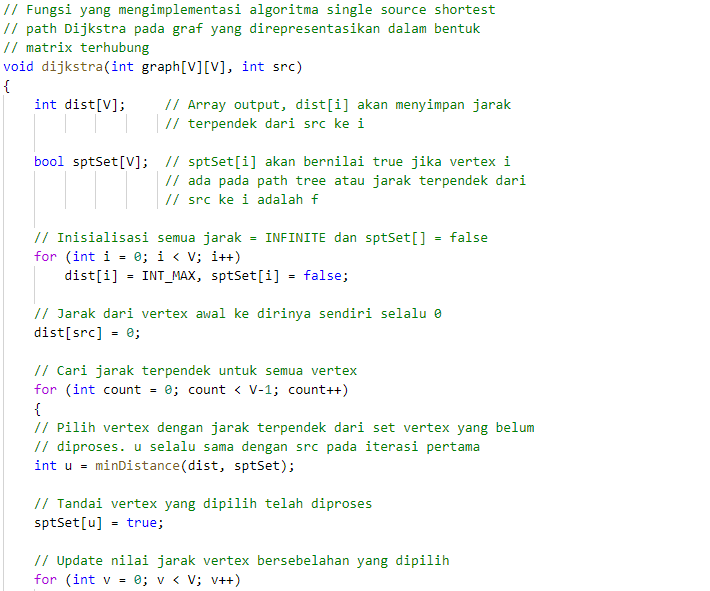 // Fungsi yang mengimplementasi algoritma single source shortest
// path Dijkstra pada graf yang direpresentasikan dalam bentuk
// matrix terhubung
void dijkstra(int graph[V][V], int src)
{
    int dist[V];     // Array output, dist[i] akan menyimpan jarak
                     // terpendek dari src ke i

    bool sptSet[V];  // sptSet[i] akan bernilai true jika vertex i
                     // ada pada path tree atau jarak terpendek dari
                     // src ke i adalah f

    // Inisialisasi semua jarak = INFINITE dan sptSet[] = false
    for (int i = 0; i < V; i++)
        dist[i] = INT_MAX, sptSet[i] = false;

    // Jarak dari vertex awal ke dirinya sendiri selalu 0
    dist[src] = 0;

    // Cari jarak terpendek untuk semua vertex
    for (int count = 0; count < V-1; count++)
    {
    // Pilih vertex dengan jarak terpendek dari set vertex yang belum
    // diproses. u selalu sama dengan src pada iterasi pertama
    int u = minDistance(dist, sptSet);

    // Tandai vertex yang dipilih telah diproses
    sptSet[u] = true;

    // Update nilai jarak vertex bersebelahan yang dipilih
    for (int v = 0; v < V; v++)